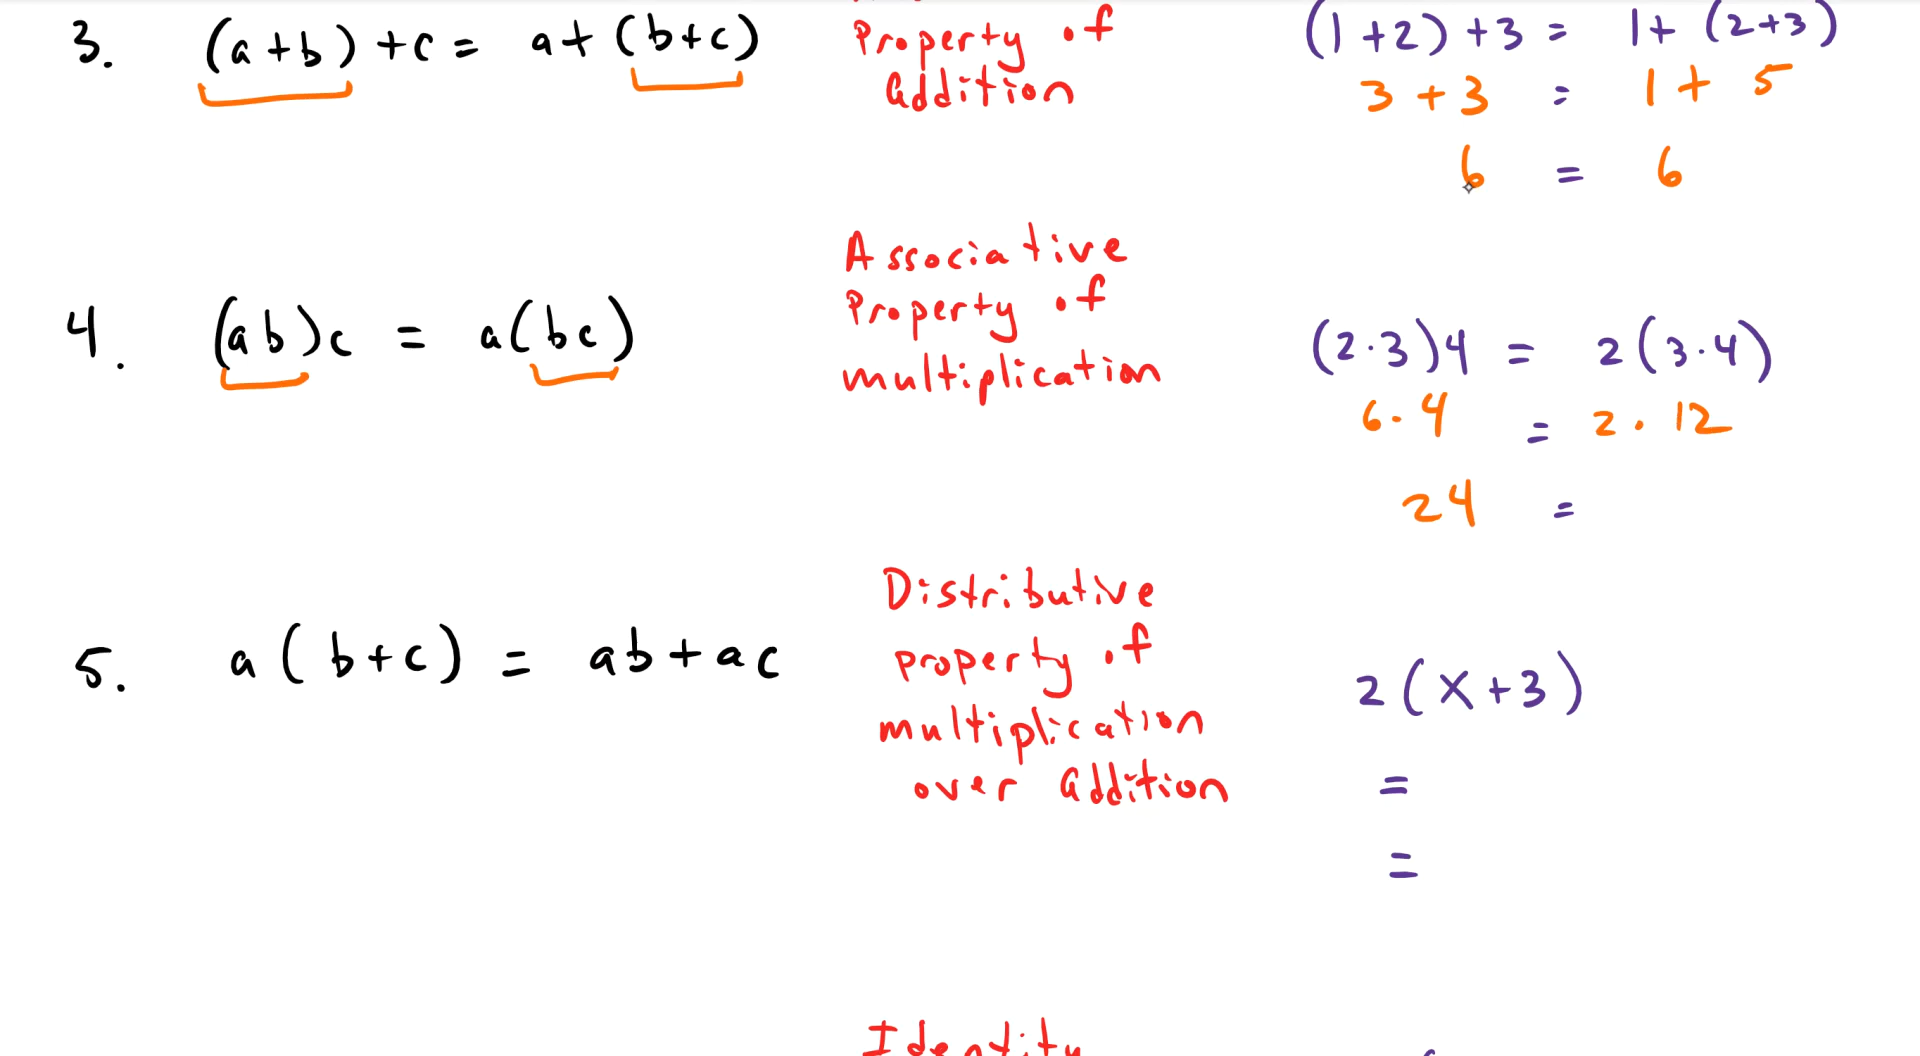 3. (a+b)+c = a+(b+c)
Property of
addition
(1+2)+3 = 1+(2+3)
3+3 = 1+5
6 = 6
4. (ab)c = a(bc)
Associative
Property of
multiplication
(2·3)4 = 2(3·4)
6·4 = 2·12
24 =
5. a(b+c) = ab+ac
Distributive
property of
multiplication
over addition
2(x+3)
=
=
Identity